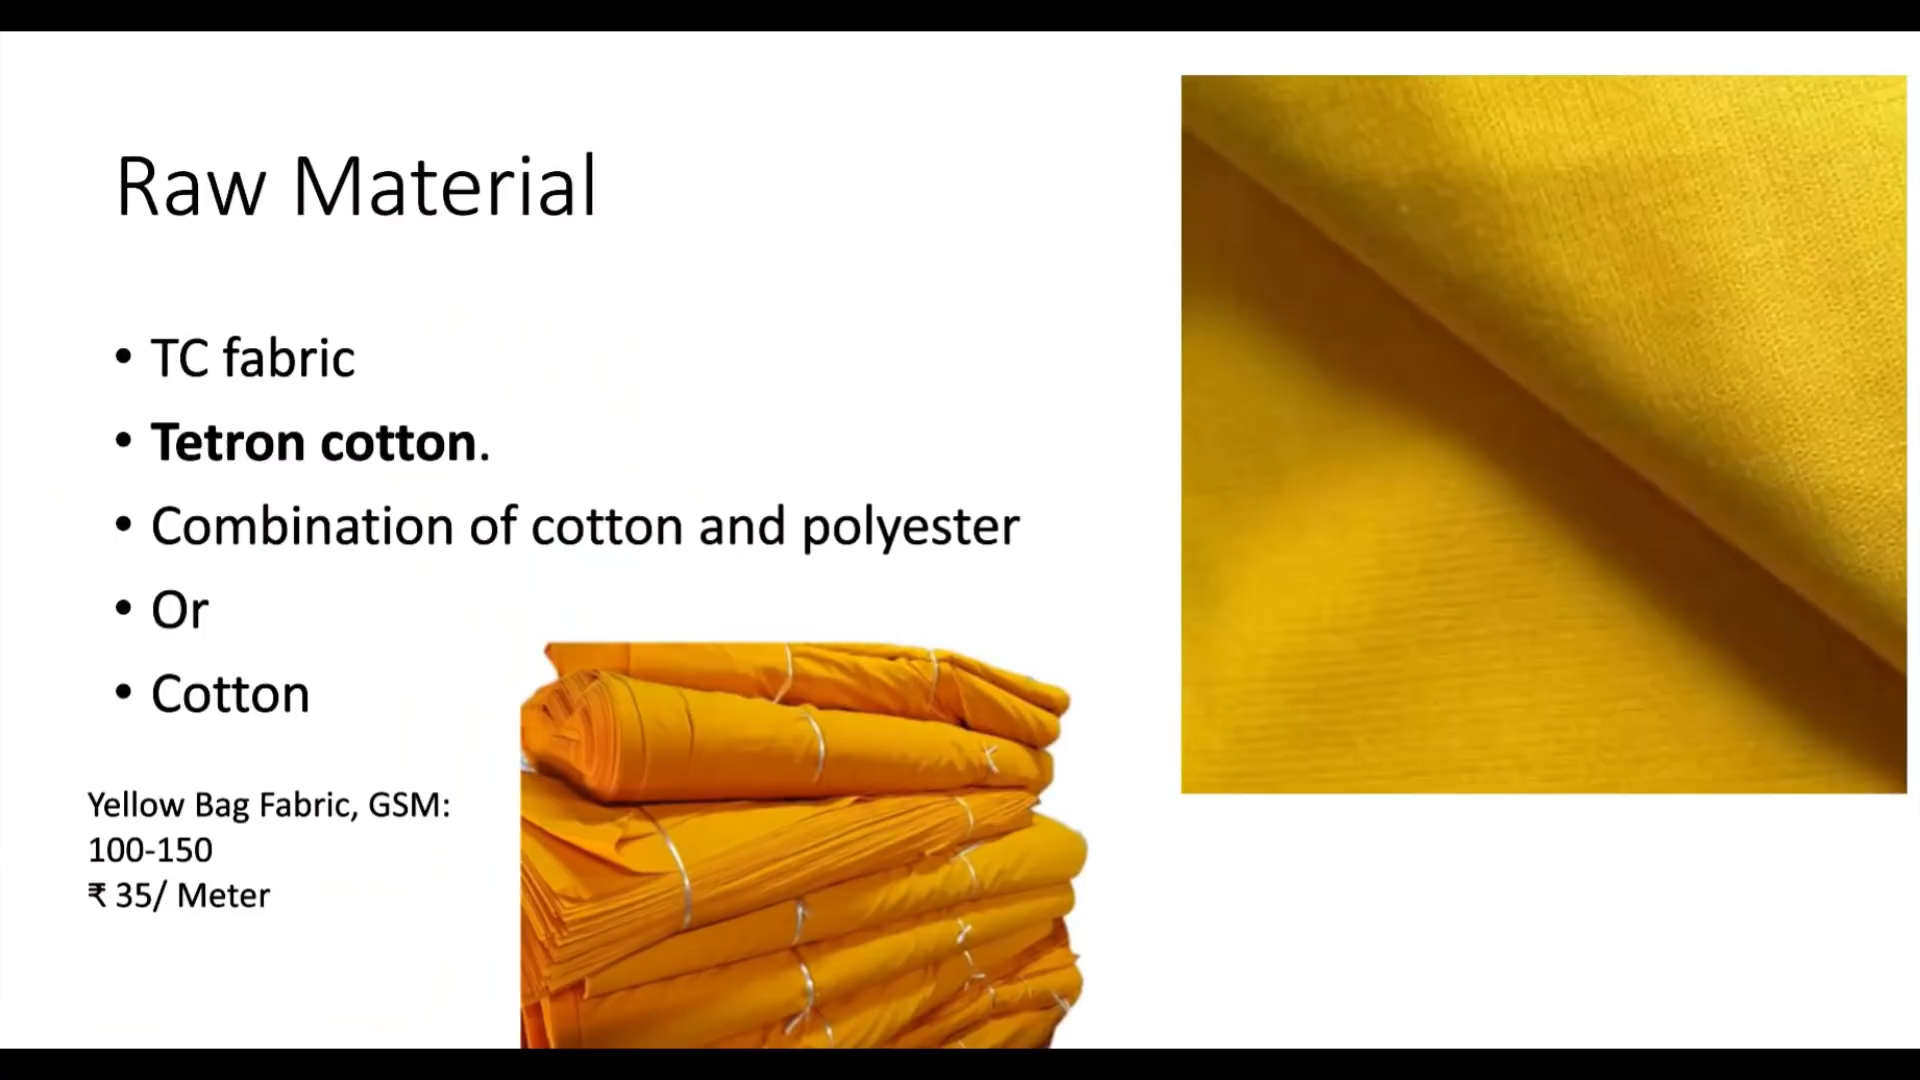 Raw Material
• TC fabric
• Tetron cotton.
• Combination of cotton and polyester
• Or
• Cotton
Yellow Bag Fabric, GSM:
100-150
₹ 35/ Meter